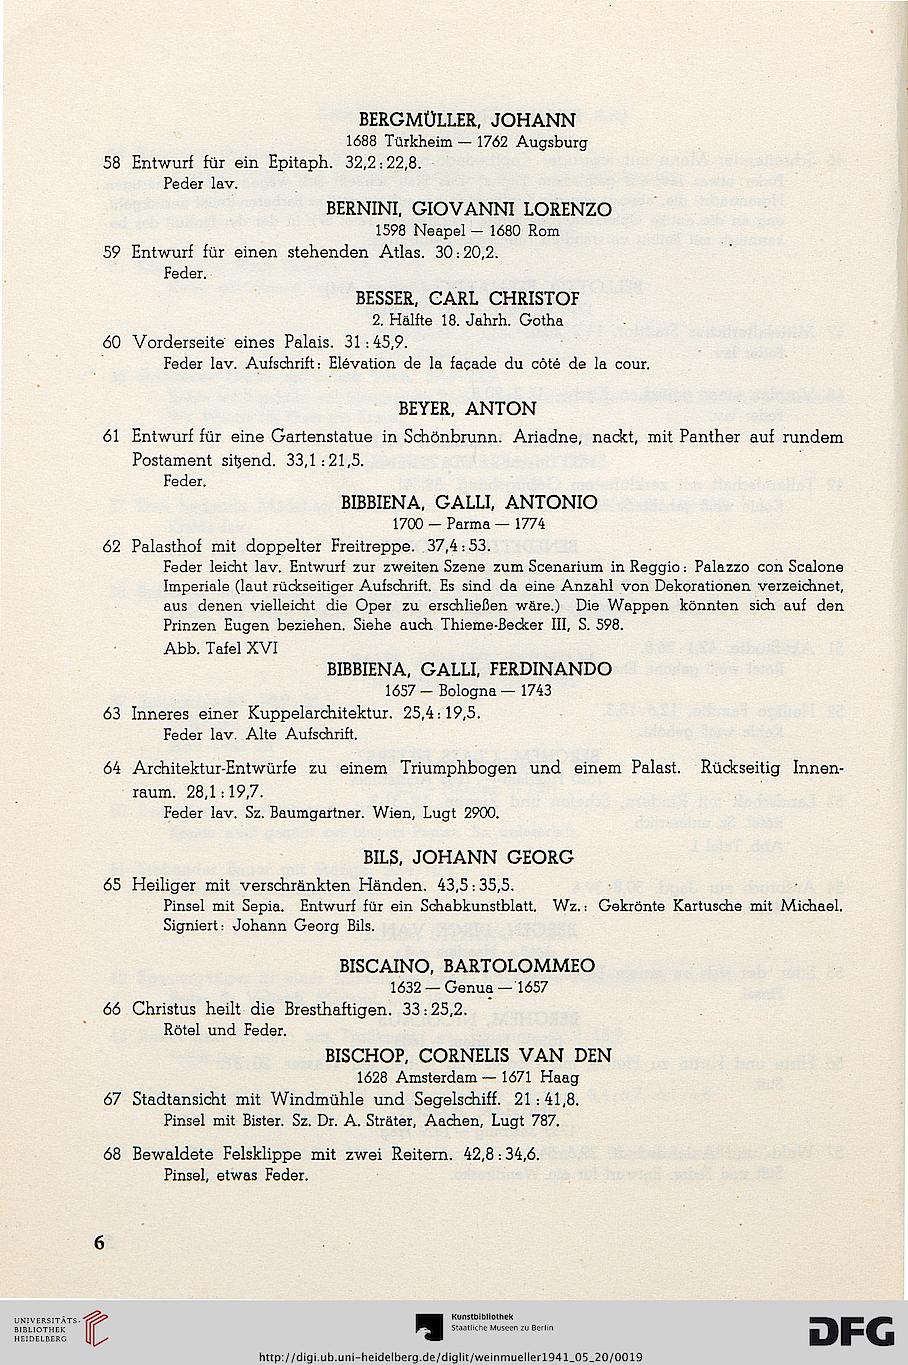 BERGMÜLLER, JOHANN
1688 Türkheim — 1762 Augsburg
58 Entwurf für ein Epitaph. 32,2 : 22,8.
Feder lav.
BERNINI, GIOVANNI LORENZO
1598 Neapel — 1680 Rom
59 Entwurf für einen stehenden Atlas. 30 : 20,2.
Feder.
BESSER, CARL CHRISTOF
2. Hälfte 18. Jahrh. Gotha
60 Vorderseite eines Palais. 31 : 45,9.
Feder lav. Aufschrift: Elévation de la façade du côté de la cour.
BEYER, ANTON
61 Entwurf für eine Gartenstatue in Schönbrunn. Ariadne, nackt, mit Panther auf rundem
Postament sitzend. 33,1 : 21,5.
Feder.
BIBBIENA, GALLI, ANTONIO
1700 — Parma — 1774
62 Palasthof mit doppelter Freitreppe. 37,4 : 53.
Feder leicht lav. Entwurf zur zweiten Szene zum Scenarium in Reggio: Palazzo con Scalone
Imperiale (laut rückseitiger Aufschrift. Es sind da eine Anzahl von Dekorationen verzeichnet,
aus denen vielleicht die Oper zu erschließen wäre.) Die Wappen könnten sich auf den
Prinzen Eugen beziehen. Siehe auch Thieme-Becker III, S. 598.
Abb. Tafel XVI
BIBBIENA, GALLI, FERDINANDO
1657 — Bologna — 1743
63 Inneres einer Kuppelarchitektur. 25,4 : 19,5.
Feder lav. Alte Aufschrift.
64 Architektur-Entwürfe zu einem Triumphbogen und einem Palast. Rückseitig Innen-
raum. 28,1 : 19,7.
Feder lav. Sz. Baumgartner. Wien, Lugt 2900.
BILS, JOHANN GEORG
65 Heiliger mit verschränkten Händen. 43,5 : 35,5.
Pinsel mit Sepia. Entwurf für ein Schabkunstblatt. Wz.: Gekrönte Kartusche mit Michael.
Signiert: Johann Georg Bils.
BISCAINO, BARTOLOMMEO
1632 — Genua — 1657
66 Christus heilt die Bresthaftigen. 33 : 25,2.
Rötel und Feder.
BISCHOP, CORNELIS VAN DEN
1628 Amsterdam — 1671 Haag
67 Stadtansicht mit Windmühle und Segelschiff. 21 : 41,8.
Pinsel mit Bister. Sz. Dr. A. Sträter, Aachen, Lugt 787.
68 Bewaldete Felsklippe mit zwei Reitern. 42,8 : 34,6.
Pinsel, etwas Feder.
6
UNIVERSITÄTS-
BIBLIOTHEK
HEIDELBERG
Kunstbibliothek
Staatliche Museen zu Berlin
DFG
http://digi.ub.uni-heidelberg.de/diglit/weinmueller1941_05_20/0019